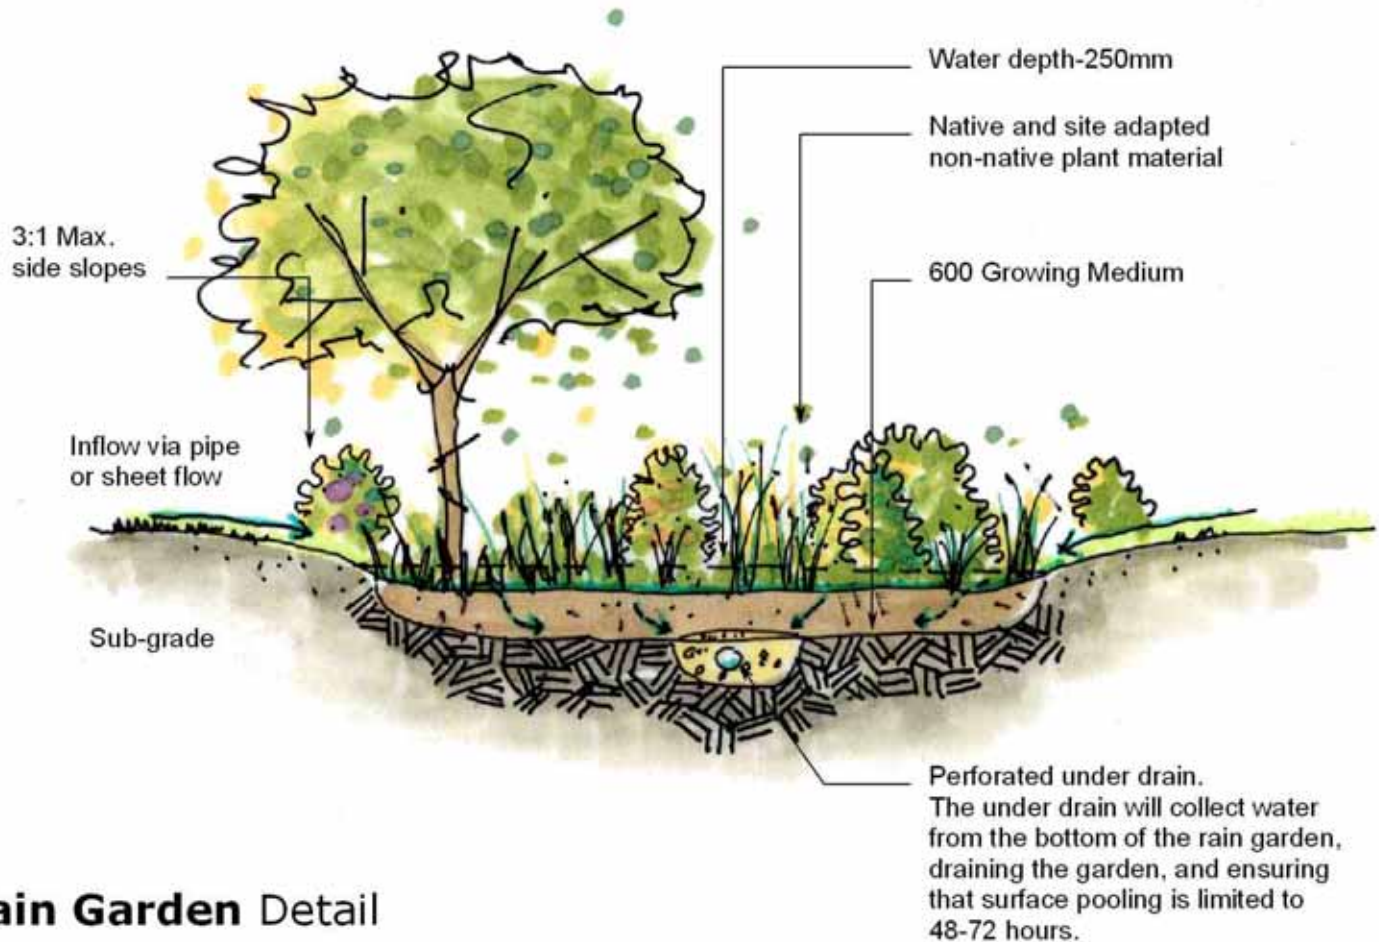 Water depth-250mm
Native and site adapted
non-native plant material
3:1 Max.
side slopes
600 Growing Medium
Inflow via pipe
or sheet flow
Sub-grade
Perforated under drain.
The under drain will collect water
from the bottom of the rain garden,
draining the garden, and ensuring
that surface pooling is limited to
48-72 hours.
ain Garden Detail